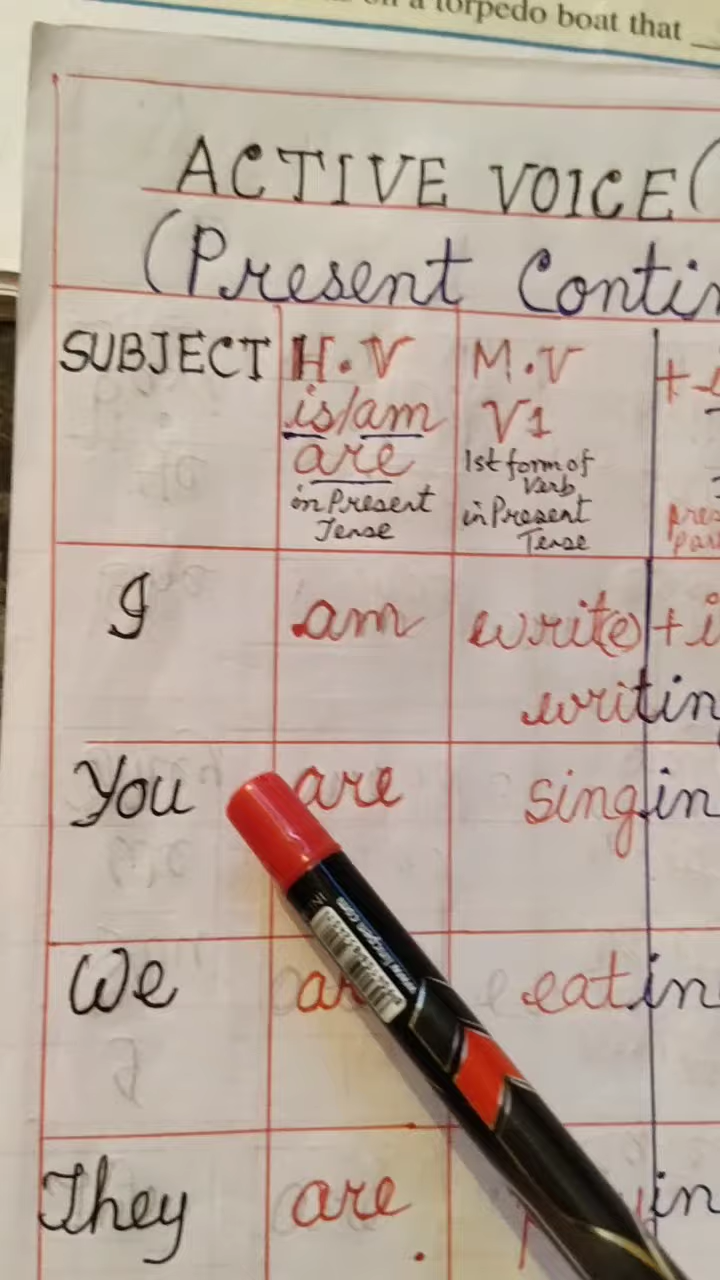 a torpedo boat that
ACTIVE VOICE (
(Present Contin
SUBJECT H.V M.V
is/am V1
are 1st form of
Verb
in Present in Present
Tense Tense
I am write + i
writin
You are singin
We eatin
They are in